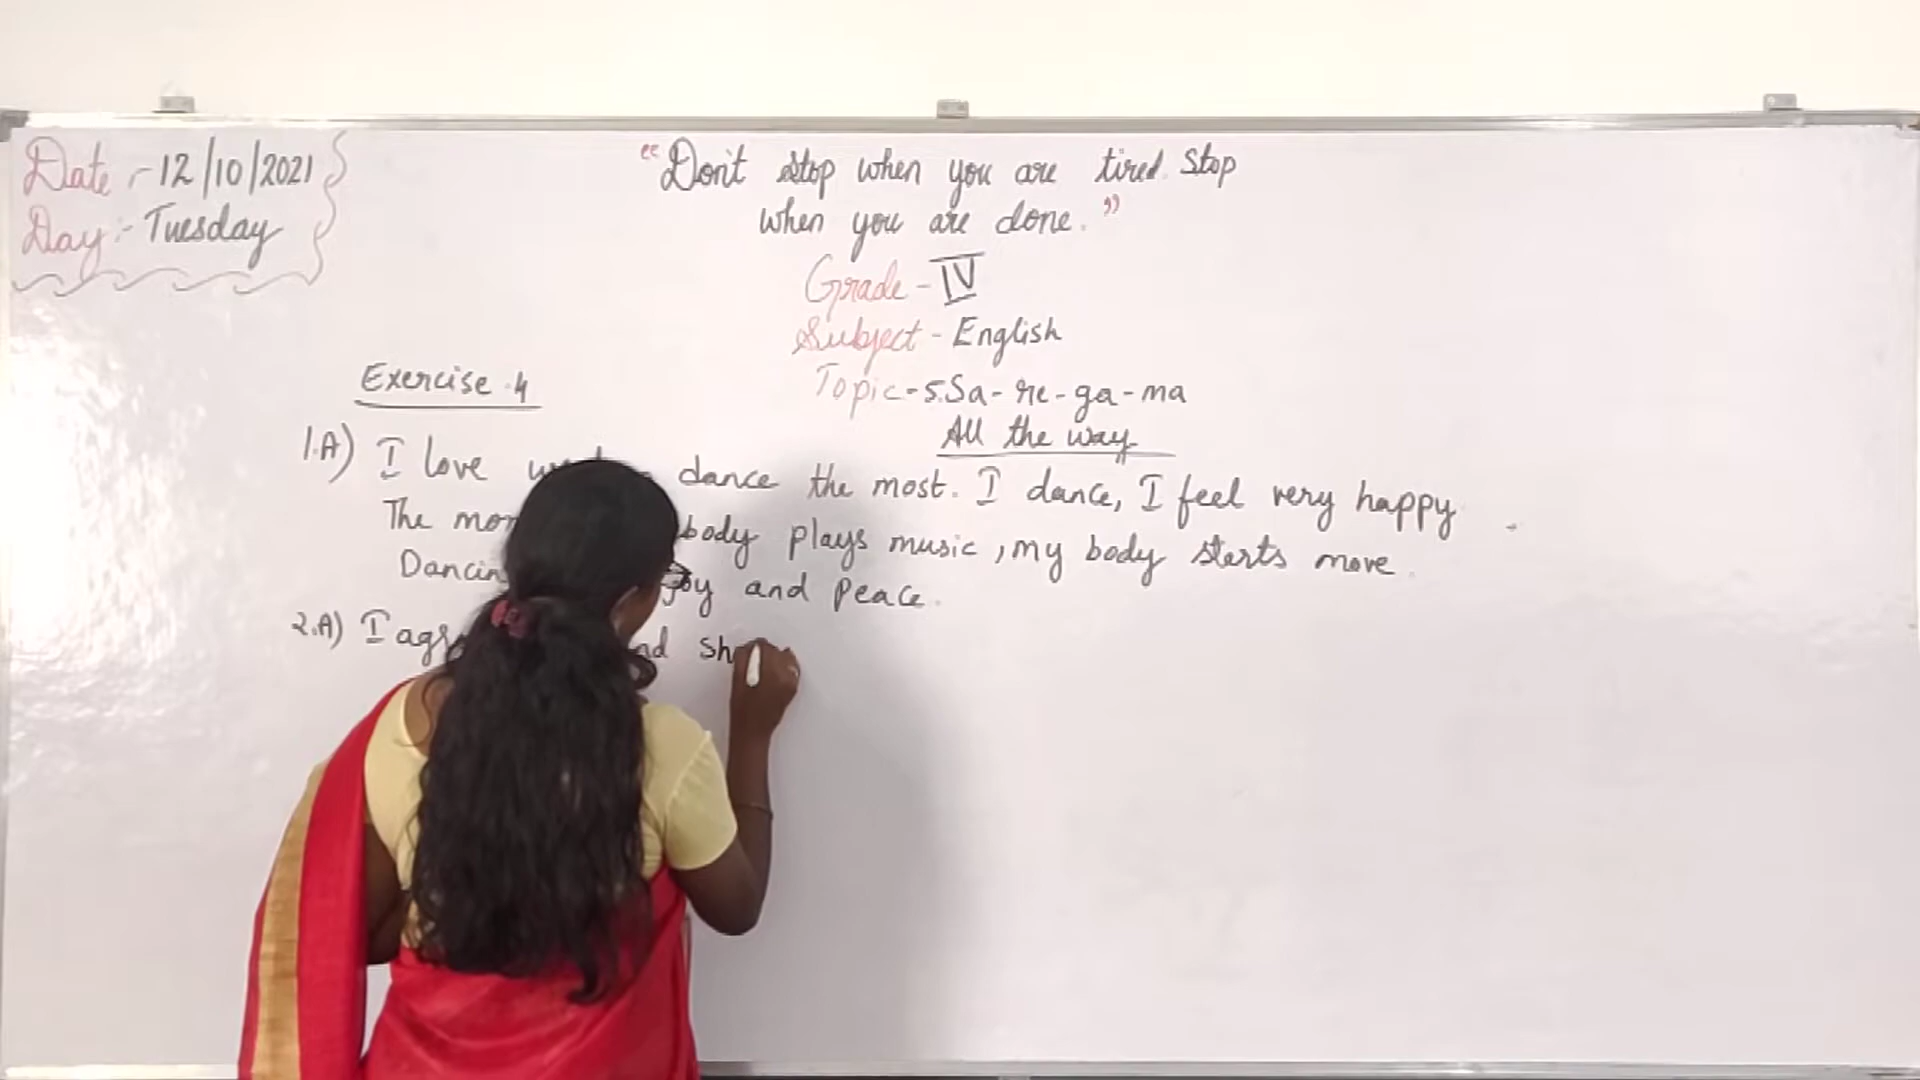 Date :- 12/10/2021
Day :- Tuesday
"Don't stop when you are tired. Stop
when you are done."
Grade - IV
Subject - English
Topic - 5.Sa - re - ga - ma
All the way
Exercise 4
1.A) I love dance the most. I dance, I feel very happy.
The body plays music, my body starts move.
Joy and Peace.
2.A) I